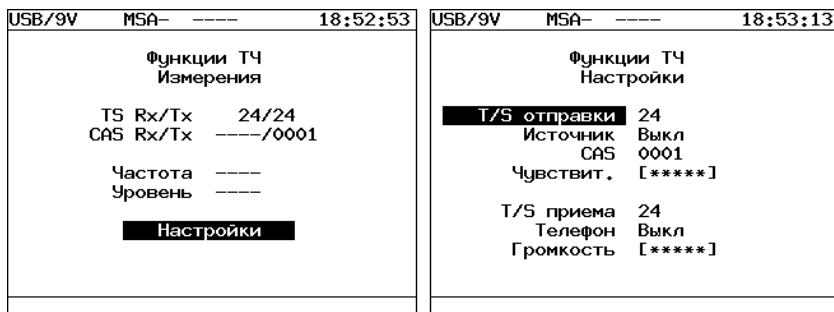 USB/9V MSA- ---- 18:52:53
Функции ТЧ
Измерения
TS Rx/Tx 24/24
CAS Rx/Tx ----/0001
Частота ----
Уровень ----
Настройки
USB/9V MSA- ---- 18:53:13
Функции ТЧ
Настройки
T/S отправки 24
Источник Выкл
CAS 0001
Чувствит. [*****]
T/S приема 24
Телефон Выкл
Громкость [*****]